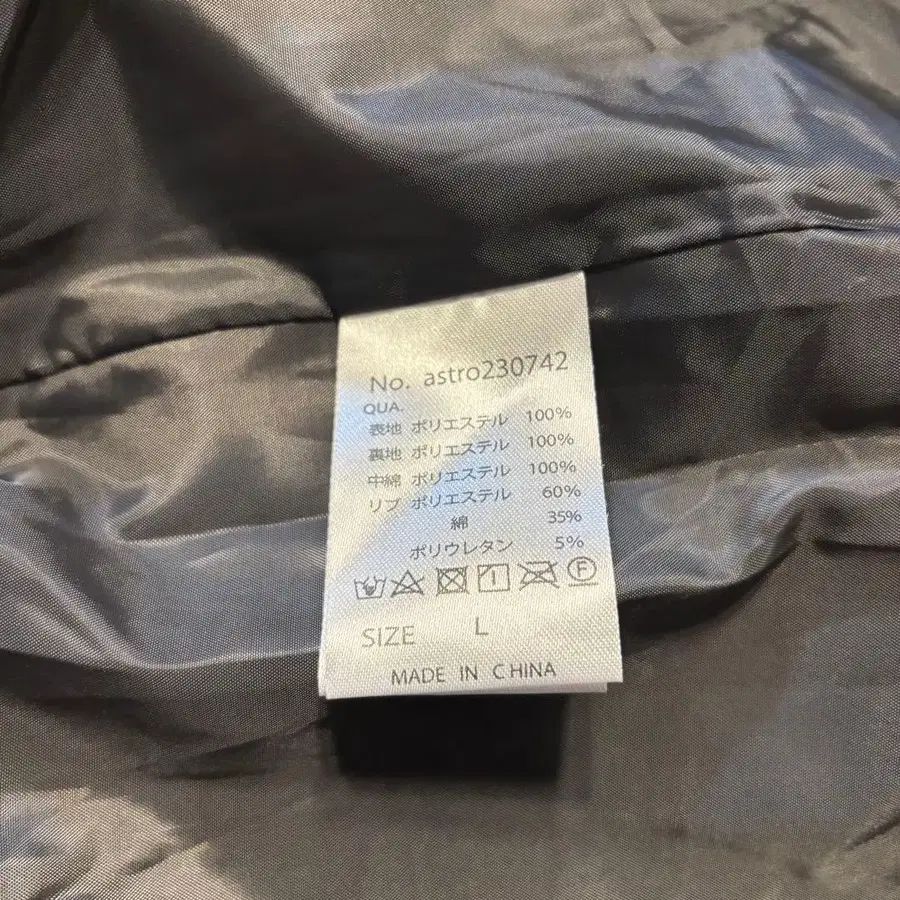 No. astro230742
QUA.
表地 ポリエステル 100%
裏地 ポリエステル 100%
中綿 ポリエステル 100%
リブ ポリエステル 60%
綿 35%
ポリウレタン 5%
F
SIZE L
MADE IN CHINA